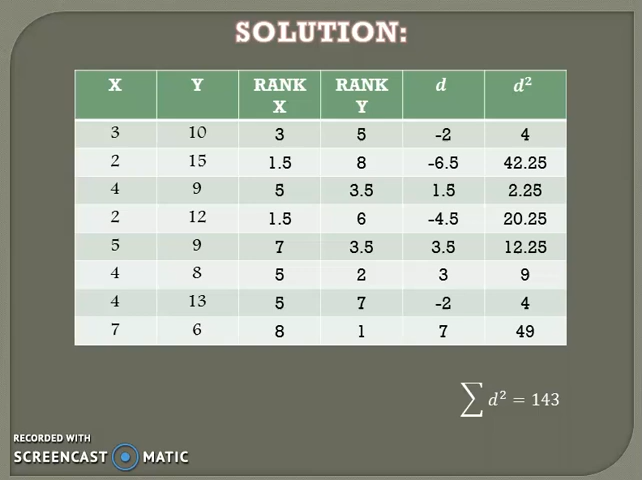 SOLUTION:
X Y RANK X RANK Y d d²
3 10 3 5 -2 4
2 15 1.5 8 -6.5 42.25
4 9 5 3.5 1.5 2.25
2 12 1.5 6 -4.5 20.25
5 9 7 3.5 3.5 12.25
4 8 5 2 3 9
4 13 5 7 -2 4
7 6 8 1 7 49
∑ d² = 143
RECORDED WITH
SCREENCAST MATIC